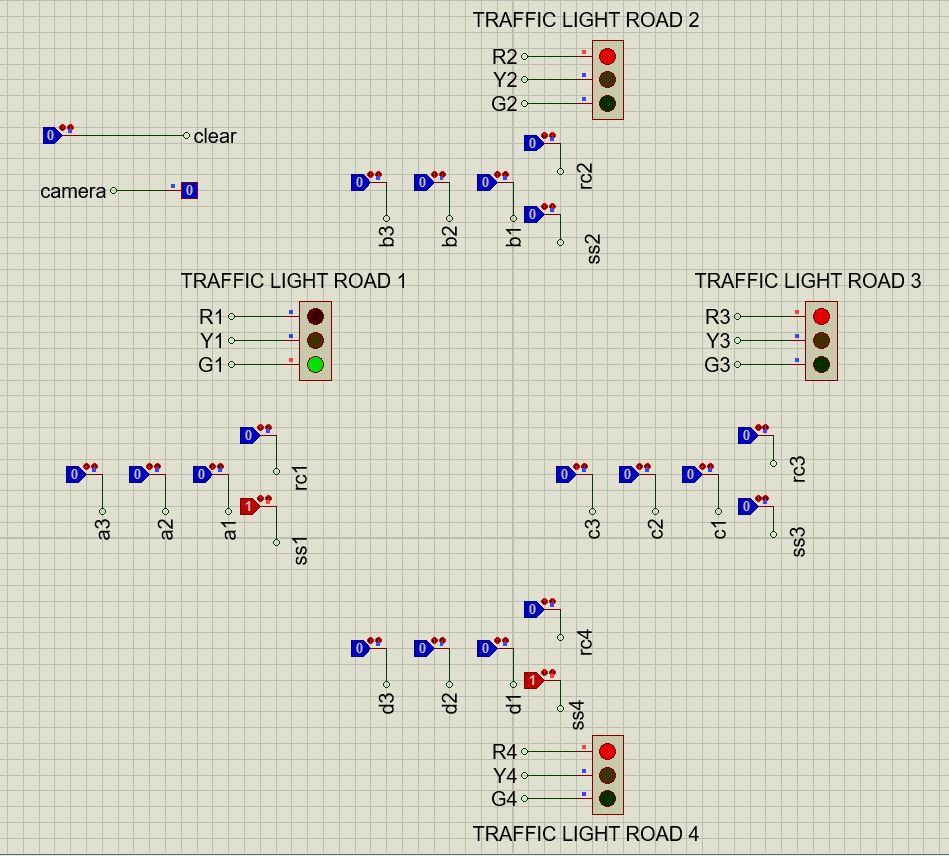 TRAFFIC LIGHT ROAD 2
R2
Y2
G2
0 clear
camera 0
0 rc2
0 b3
0 b2
0 b1
0 ss2
TRAFFIC LIGHT ROAD 1
R1
Y1
G1
TRAFFIC LIGHT ROAD 3
R3
Y3
G3
0 rc1
0 a3
0 a2
0 a1
1 ss1
0 rc3
0 c3
0 c2
0 c1
0 ss3
0 rc4
0 d3
0 d2
0 d1
1 ss4
R4
Y4
G4
TRAFFIC LIGHT ROAD 4